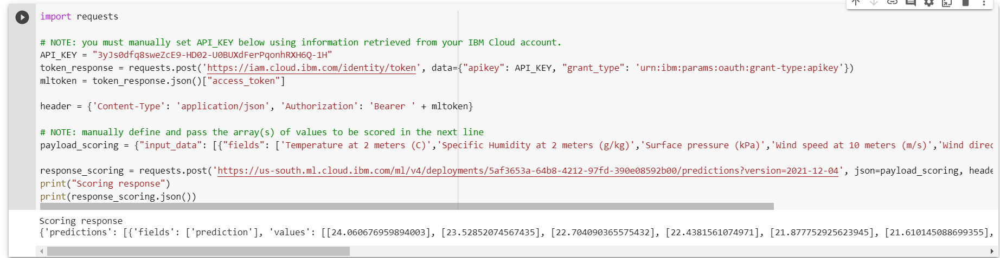 import requests
# NOTE: you must manually set API_KEY below using information retrieved from your IBM Cloud account.
API_KEY = "3yJs0dfq8sweZcE9-HD02-U0BUXdFerPqonhRXH6Q-1H"
token_response = requests.post('https://iam.cloud.ibm.com/identity/token', data={"apikey": API_KEY, "grant_type": 'urn:ibm:params:oauth:grant-type:apikey'})
mltoken = token_response.json()["access_token"]
header = {'Content-Type': 'application/json', 'Authorization': 'Bearer ' + mltoken}
# NOTE: manually define and pass the array(s) of values to be scored in the next line
payload_scoring = {"input_data": [{"fields": ['Temperature at 2 meters (C)','Specific Humidity at 2 meters (g/kg)','Surface pressure (kPa)','Wind speed at 10 meters (m/s)','Wind direc
response_scoring = requests.post('https://us-south.ml.cloud.ibm.com/ml/v4/deployments/5af3653a-64b8-4212-97fd-390e08592b00/predictions?version=2021-12-04', json=payload_scoring, heade
print("Scoring response")
print(response_scoring.json())
Scoring response
{'predictions': [{'fields': ['prediction'], 'values': [[24.060676959894003], [23.52852074567435], [22.704090365575432], [22.4381561074971], [21.877752925623945], [21.610145088699355],